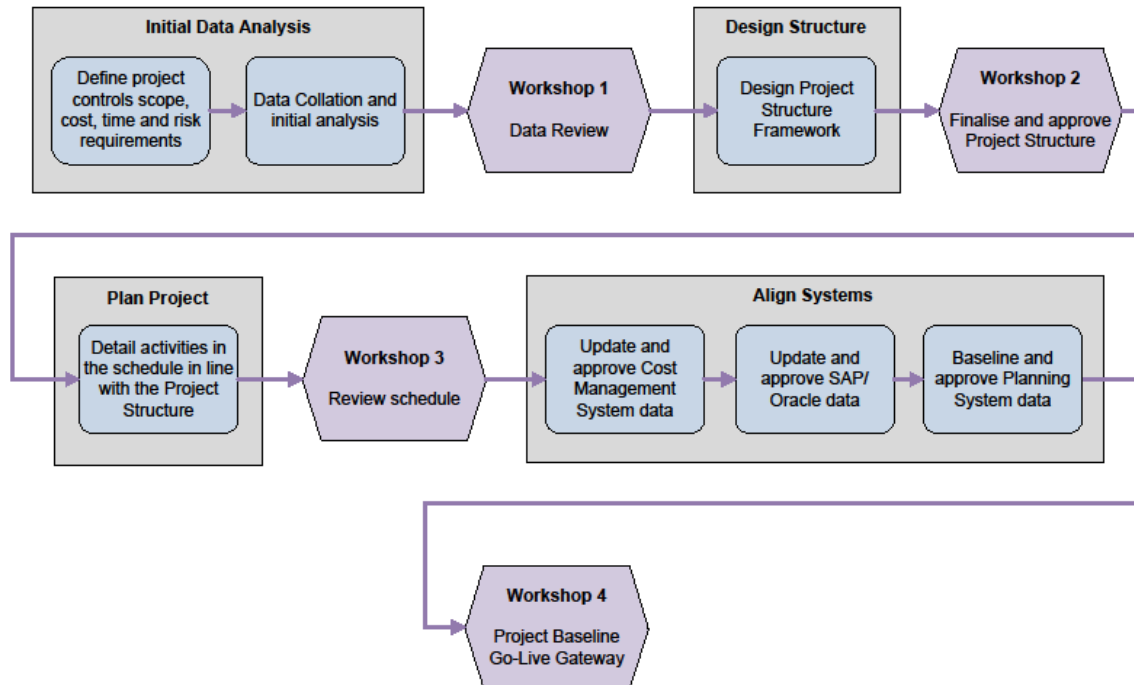 Initial Data Analysis
Define project
controls scope,
cost, time and risk
requirements
Data Collation and
initial analysis
Workshop 1
Data Review
Design Structure
Design Project
Structure
Framework
Workshop 2
Finalise and approve
Project Structure
Plan Project
Detail activities in
the schedule in line
with the Project
Structure
Workshop 3
Review schedule
Align Systems
Update and
approve Cost
Management
System data
Update and
approve SAP/
Oracle data
Baseline and
approve Planning
System data
Workshop 4
Project Baseline
Go-Live Gateway